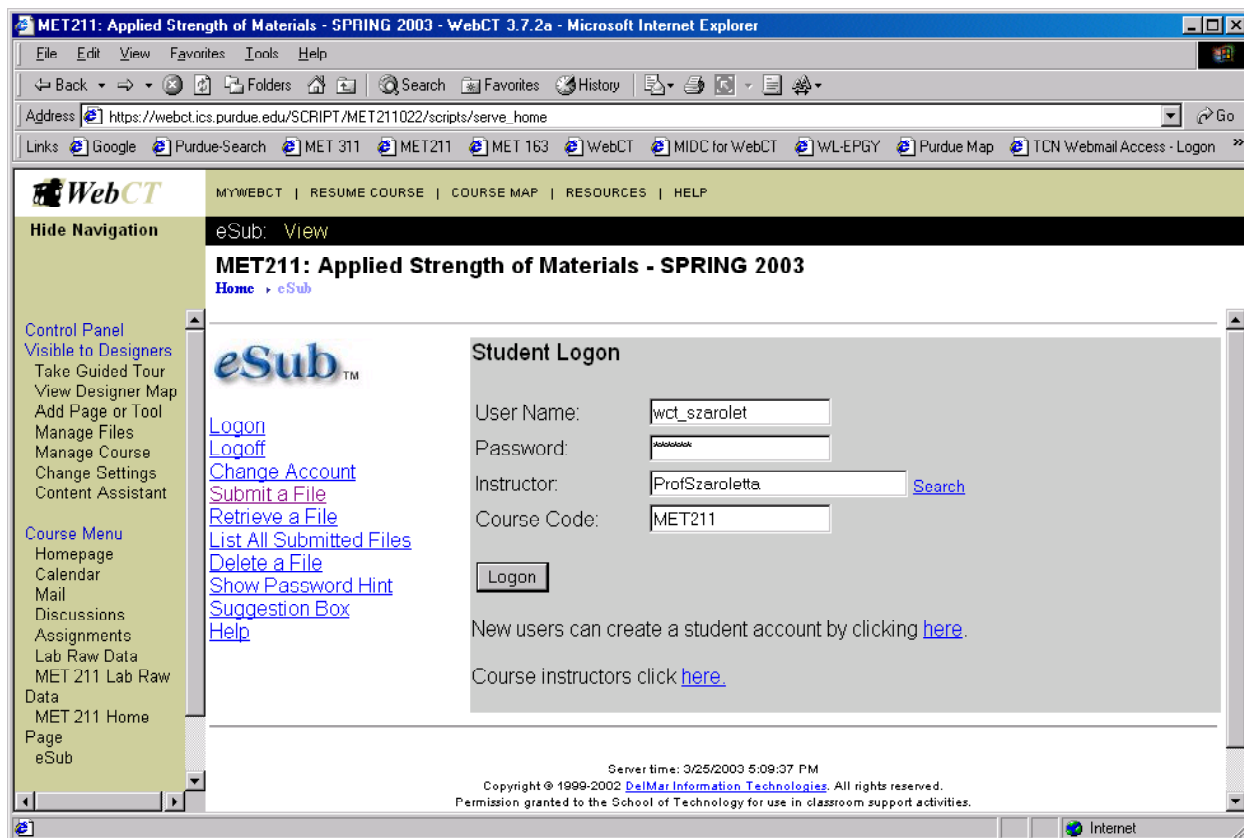 MET211: Applied Strength of Materials - SPRING 2003 - WebCT 3.7.2a - Microsoft Internet Explorer
File Edit View Favorites Tools Help
Back Folders Search Favorites History
Address https://webct.ics.purdue.edu/SCRIPT/MET211022/scripts/serve_home Go
Links Google Purdue-Search MET 311 MET211 MET 163 WebCT MIDC for WebCT WL-EPGY Purdue Map TCN Webmail Access - Logon »
WebCT
MYWEBCT | RESUME COURSE | COURSE MAP | RESOURCES | HELP
Hide Navigation
eSub: View
MET211: Applied Strength of Materials - SPRING 2003
Home › eSub
Control Panel
Visible to Designers
Take Guided Tour
View Designer Map
Add Page or Tool
Manage Files
Manage Course
Change Settings
Content Assistant
Course Menu
Homepage
Calendar
Mail
Discussions
Assignments
Lab Raw Data
MET 211 Lab Raw
Data
MET 211 Home
Page
eSub
eSub TM
Logon
Logoff
Change Account
Submit a File
Retrieve a File
List All Submitted Files
Delete a File
Show Password Hint
Suggestion Box
Help
Student Logon
User Name: wct_szarolet
Password: *******
Instructor: ProfSzaroletta Search
Course Code: MET211
Logon
New users can create a student account by clicking here.
Course instructors click here.
Server time: 3/25/2003 5:09:37 PM
Copyright © 1999-2002 DelMar Information Technologies. All rights reserved.
Permission granted to the School of Technology for use in classroom support activities.
Internet